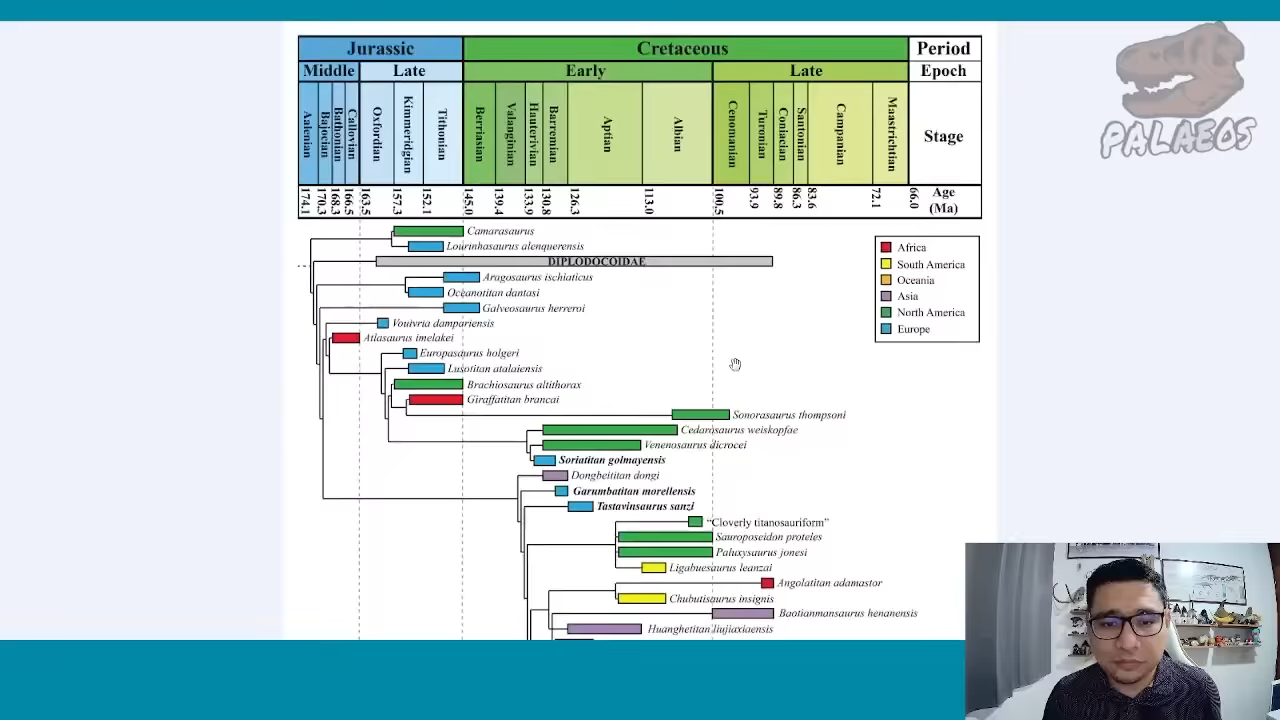 Jurassic Cretaceous Period
Middle Late Early Late Epoch
Aalenian Bajocian Bathonian Callovian Oxfordian Kimmeridgian Tithonian Berriasian Valanginian Hauterivian Barremian Aptian Albian Cenomanian Turonian Coniacian Santonian Campanian Maastrichtian Stage
174.1 170.3 168.3 166.5 163.5 157.3 152.1 145.0 139.4 133.9 130.8 126.3 113.0 100.5 93.9 89.8 86.3 83.6 72.1 66.0 Age (Ma)
PALAEOS
Camarasaurus
Lourinhasaurus alenquerensis
DIPLODOCOIDAE
Aragosaurus ischiaticus
Oceanotitan dantasi
Galveosaurus herreroi
Vouivria dampariensis
Atlasaurus imelakei
Europasaurus holgeri
Lusotitan atalaiensis
Brachiosaurus altithorax
Giraffatitan brancai
Sonorasaurus thompsoni
Cedarosaurus weiskopfae
Venenosaurus dicrocei
Soriatitan golmayensis
Dongbeititan dongi
Garumbatitan morellensis
Tastavinsaurus sanzi
“Cloverly titanosauriform”
Sauroposeidon proteles
Paluxysaurus jonesi
Ligabuesaurus leanzai
Angolatitan adamastor
Chubutisaurus insignis
Baotianmansaurus henanensis
Huanghetitan liujiaxiaensis
Africa
South America
Oceania
Asia
North America
Europe